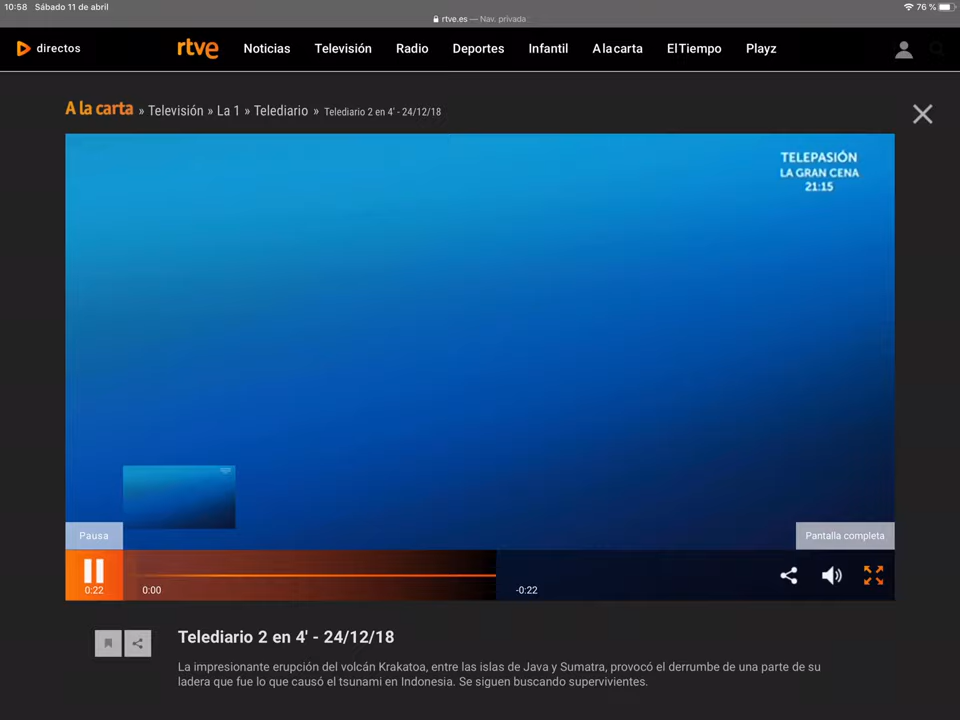 10:58 Sábado 11 de abril
76 %
rtve.es — Nav. privada
directos
rtve Noticias Televisión Radio Deportes Infantil A la carta El Tiempo Playz
A la carta » Televisión » La 1 » Telediario » Telediario 2 en 4' - 24/12/18
TELEPASIÓN
LA GRAN CENA
21:15
Pausa
Pantalla completa
0:22
0:00
-0:22
Telediario 2 en 4' - 24/12/18
La impresionante erupción del volcán Krakatoa, entre las islas de Java y Sumatra, provocó el derrumbe de una parte de su
ladera que fue lo que causó el tsunami en Indonesia. Se siguen buscando supervivientes.